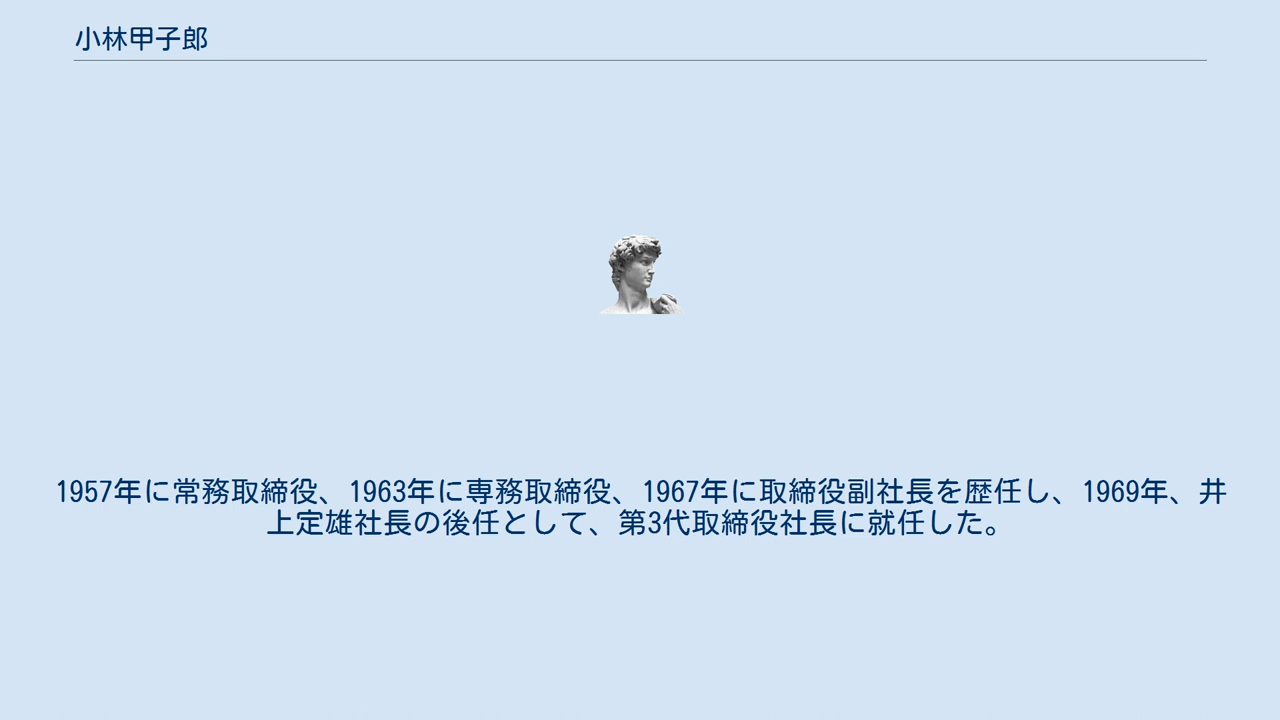 小林甲子郎
1957年に常務取締役、1963年に専務取締役、1967年に取締役副社長を歴任し、1969年、井
上定雄社長の後任として、第3代取締役社長に就任した。